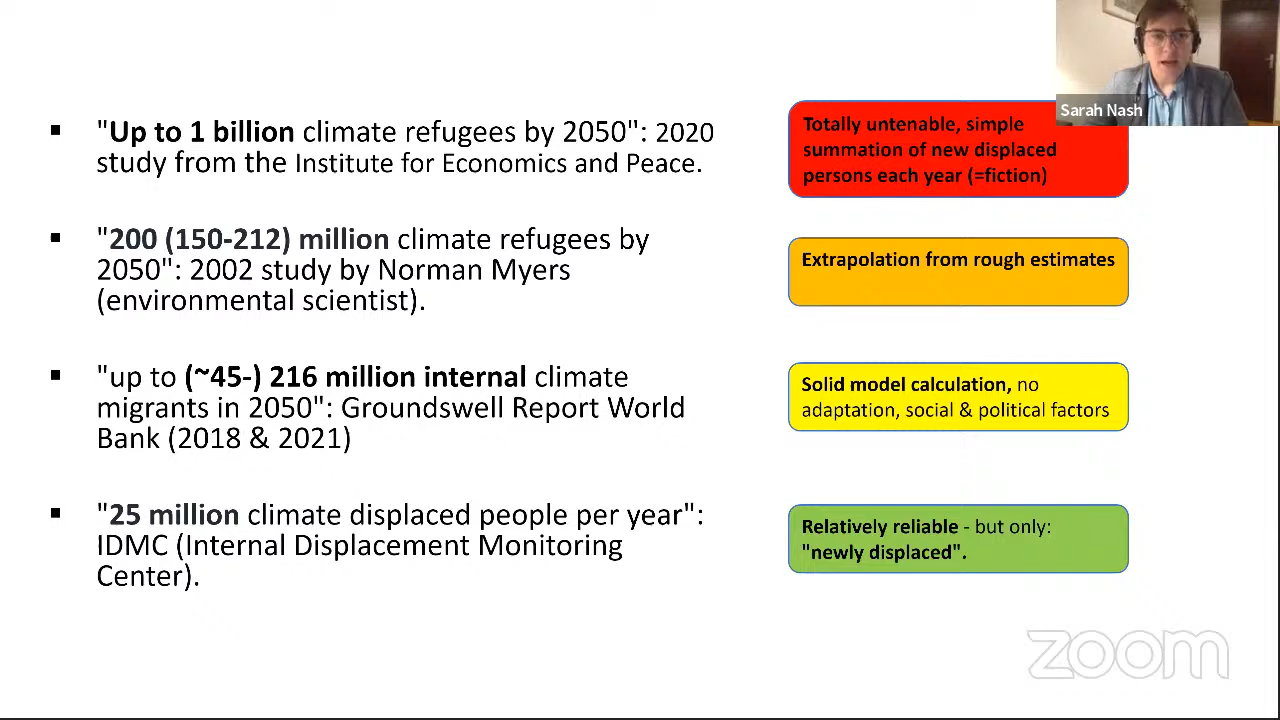 Sarah Nash
"Up to 1 billion climate refugees by 2050": 2020
study from the Institute for Economics and Peace.
Totally untenable, simple
summation of new displaced
persons each year (=fiction)
"200 (150-212) million climate refugees by
2050": 2002 study by Norman Myers
(environmental scientist).
Extrapolation from rough estimates
"up to (~45-) 216 million internal climate
migrants in 2050": Groundswell Report World
Bank (2018 & 2021)
Solid model calculation, no
adaptation, social & political factors
"25 million climate displaced people per year":
IDMC (Internal Displacement Monitoring
Center).
Relatively reliable - but only:
"newly displaced".
zoom